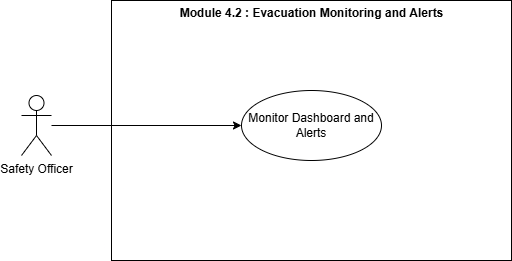 Module 4.2 : Evacuation Monitoring and Alerts
Monitor Dashboard and
Alerts
Safety Officer